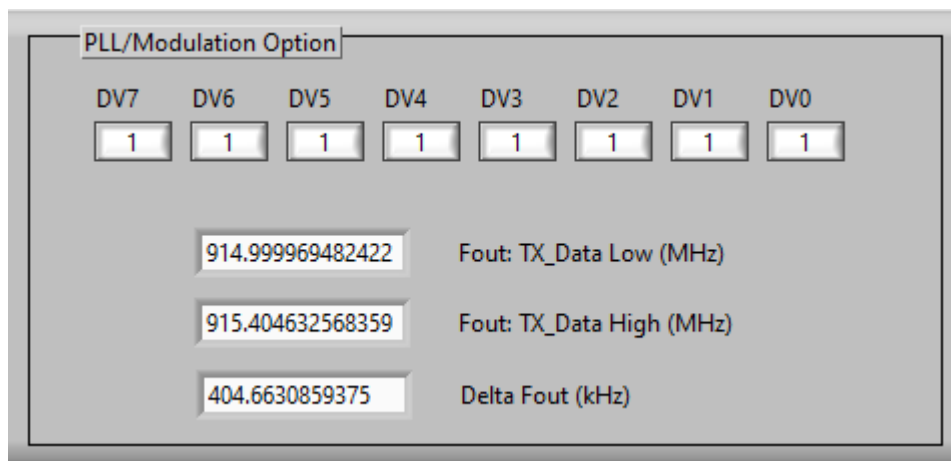 PLL/Modulation Option
DV7 DV6 DV5 DV4 DV3 DV2 DV1 DV0
1 1 1 1 1 1 1 1
914.999969482422 Fout: TX_Data Low (MHz)
915.404632568359 Fout: TX_Data High (MHz)
404.6630859375 Delta Fout (kHz)